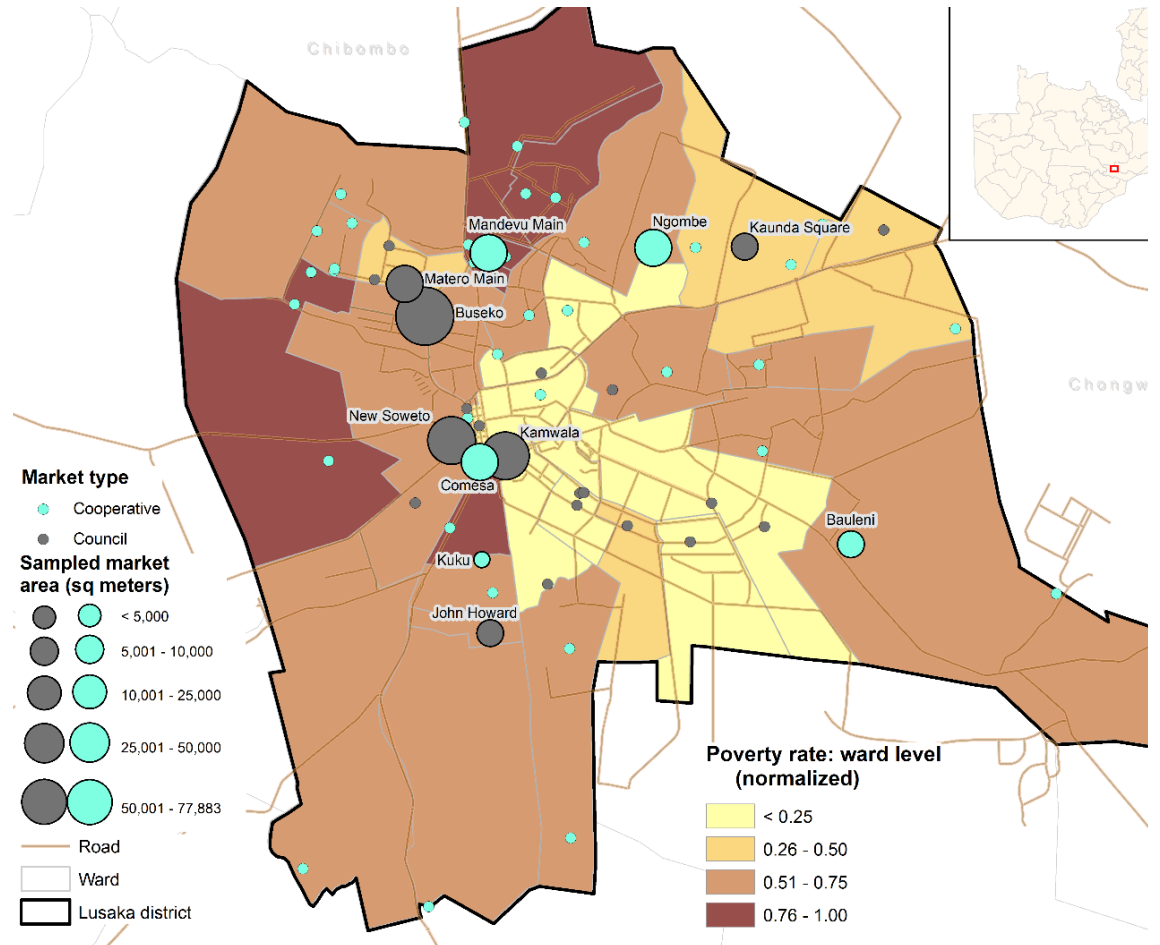 Chibombo
Mandevu Main
Ngombe
Kaunda Square
Matero Main
Buseko
Chongw
New Soweto
Kamwala
Comesa
Bauleni
Kuku
John Howard
Market type
Cooperative
Council
Sampled market
area (sq meters)
< 5,000
5,001 - 10,000
10,001 - 25,000
25,001 - 50,000
50,001 - 77,883
Road
Ward
Lusaka district
Poverty rate: ward level
(normalized)
< 0.25
0.26 - 0.50
0.51 - 0.75
0.76 - 1.00